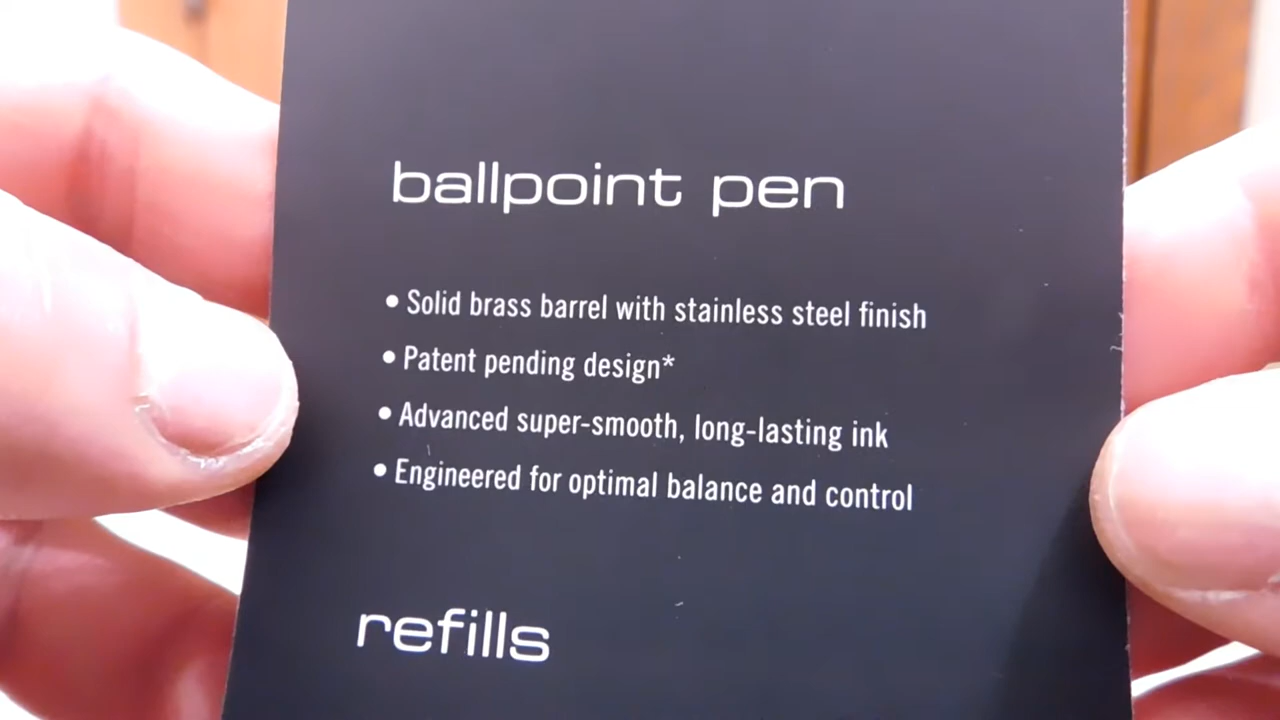 ballpoint pen
• Solid brass barrel with stainless steel finish
• Patent pending design*
• Advanced super-smooth, long-lasting ink
• Engineered for optimal balance and control
refills